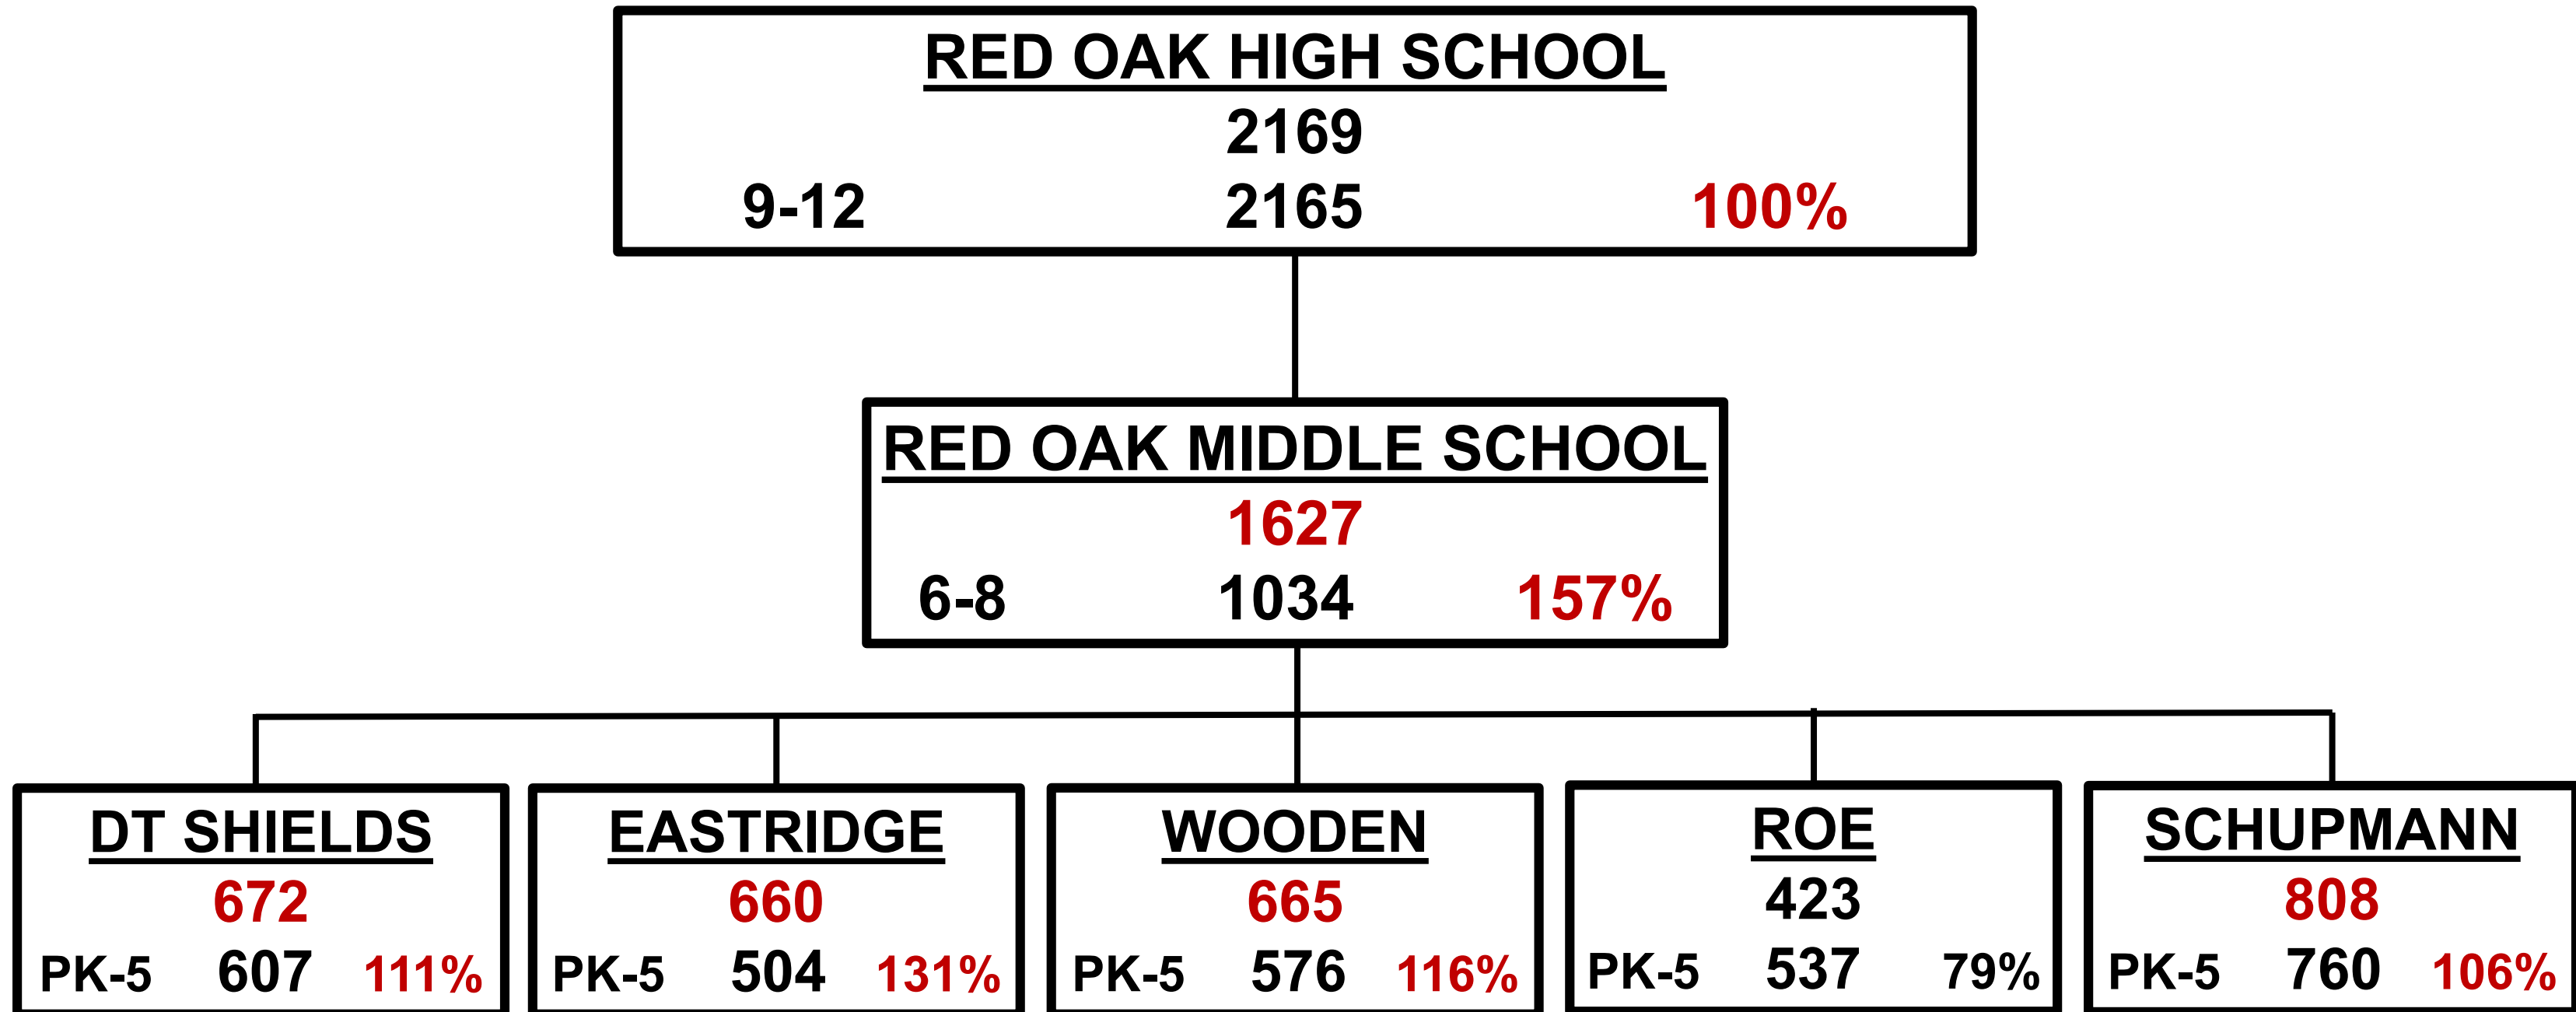 RED OAK HIGH SCHOOL
2169
9-12 2165 100%
RED OAK MIDDLE SCHOOL
1627
6-8 1034 157%
DT SHIELDS
672
PK-5 607 111%
EASTRIDGE
660
PK-5 504 131%
WOODEN
665
PK-5 576 116%
ROE
423
PK-5 537 79%
SCHUPMANN
808
PK-5 760 106%